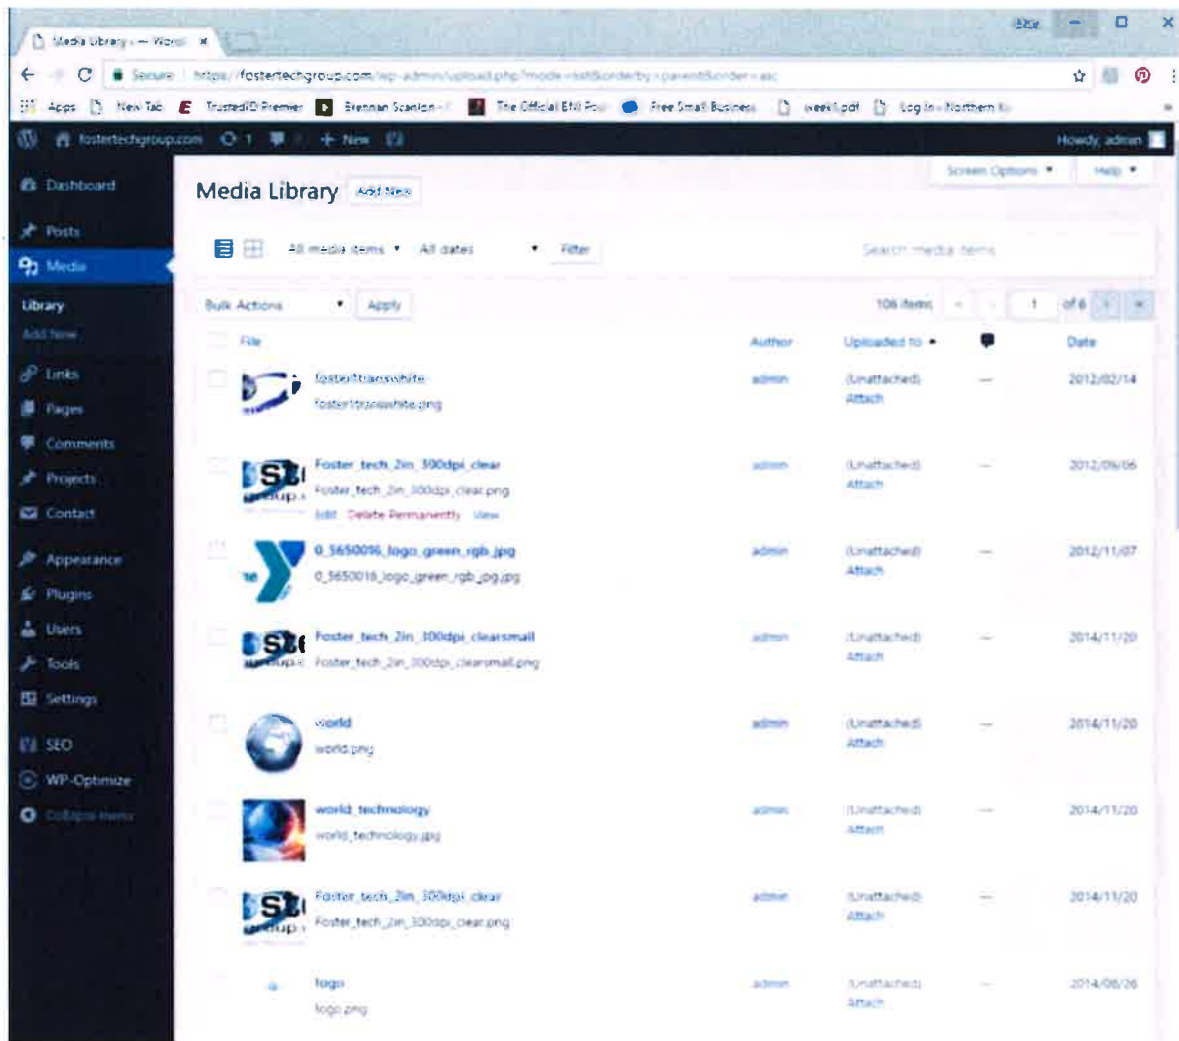 Media Library
Secure https://fostertechgroup.com/wp-admin/upload.php?mode=list&orderby=parent&order=asc
Apps New Tab TrustedID Premier Brennan Scanlon The Official ENJ Free Small Business week1.pdf Log In - Northern
fostertechgroup.com 1 New Howdy, admin
Screen Options Help
Media Library Add New
All media items All dates Filter Search media items
Bulk Actions Apply 106 items 1 of 6
File Author Uploaded to Date
Dashboard
Posts
Media
Library
Add New
Links
Pages
Comments
Projects
Contact
Appearance
Plugins
Users
Tools
Settings
SEO
WP-Optimize
Collapse menu
foster1transwhite admin (Unattached) — 2012/02/14
foster1transwhite.png Attach
Foster_tech_2in_300dpi_clear admin (Unattached) — 2012/09/06
Foster_tech_2in_300dpi_clear.png Attach
Edit Delete Permanently View
0_5650016_logo_green_rgb_jpg admin (Unattached) — 2012/11/07
0_5650016_logo_green_rgb_jpg.jpg Attach
Foster_tech_2in_300dpi_clearsmall admin (Unattached) — 2014/11/20
Foster_tech_2in_300dpi_clearsmall.png Attach
world admin (Unattached) — 2014/11/20
world.png Attach
world_technology admin (Unattached) — 2014/11/20
world_technology.jpg Attach
Foster_tech_2in_300dpi_clear admin (Unattached) — 2014/11/20
Foster_tech_2in_300dpi_clear.png Attach
logo admin (Unattached) — 2014/08/26
logo.png Attach